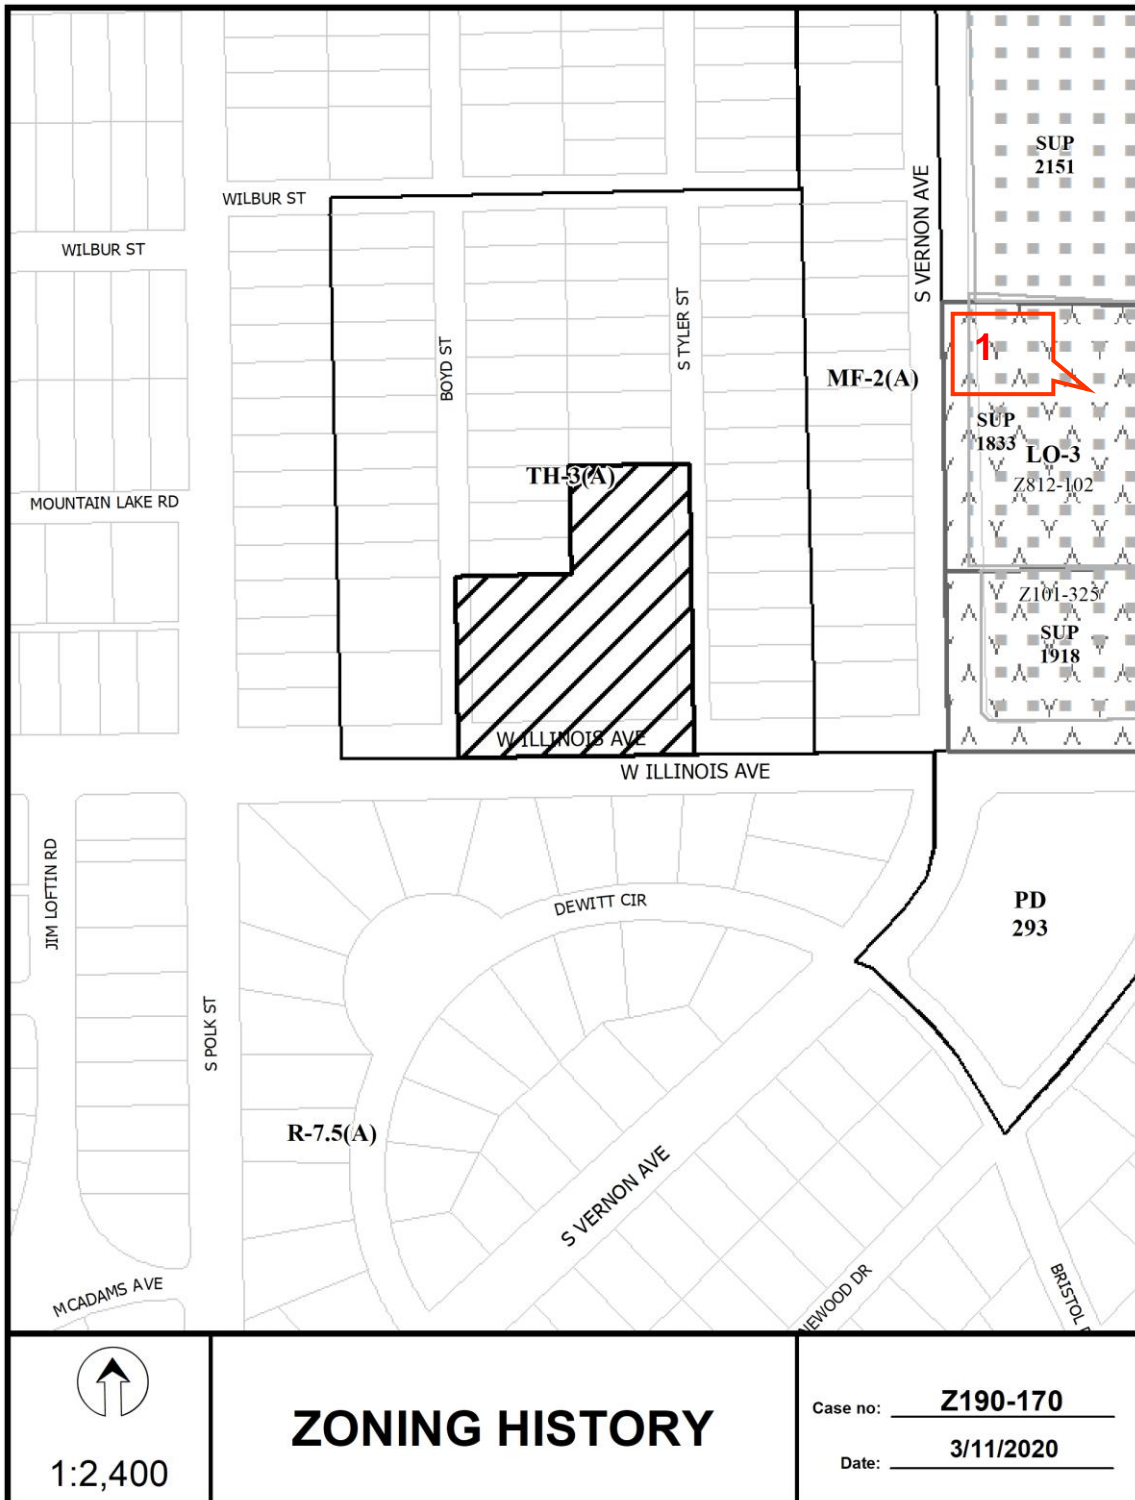 SUP
2151
WILBUR ST
WILBUR ST
S VERNON AVE
BOYD ST
S TYLER ST
1
MF-2(A)
SUP
1833
LO-3
Z812-102
TH-3(A)
MOUNTAIN LAKE RD
Z101-325
SUP
1918
W ILLINOIS AVE
W ILLINOIS AVE
JIM LOFTIN RD
DEWITT CIR
PD
293
S POLK ST
R-7.5(A)
S VERNON AVE
MCADAMS AVE
NEWOOD DR
BRISTOL
1:2,400
ZONING HISTORY
Case no: Z190-170
Date: 3/11/2020